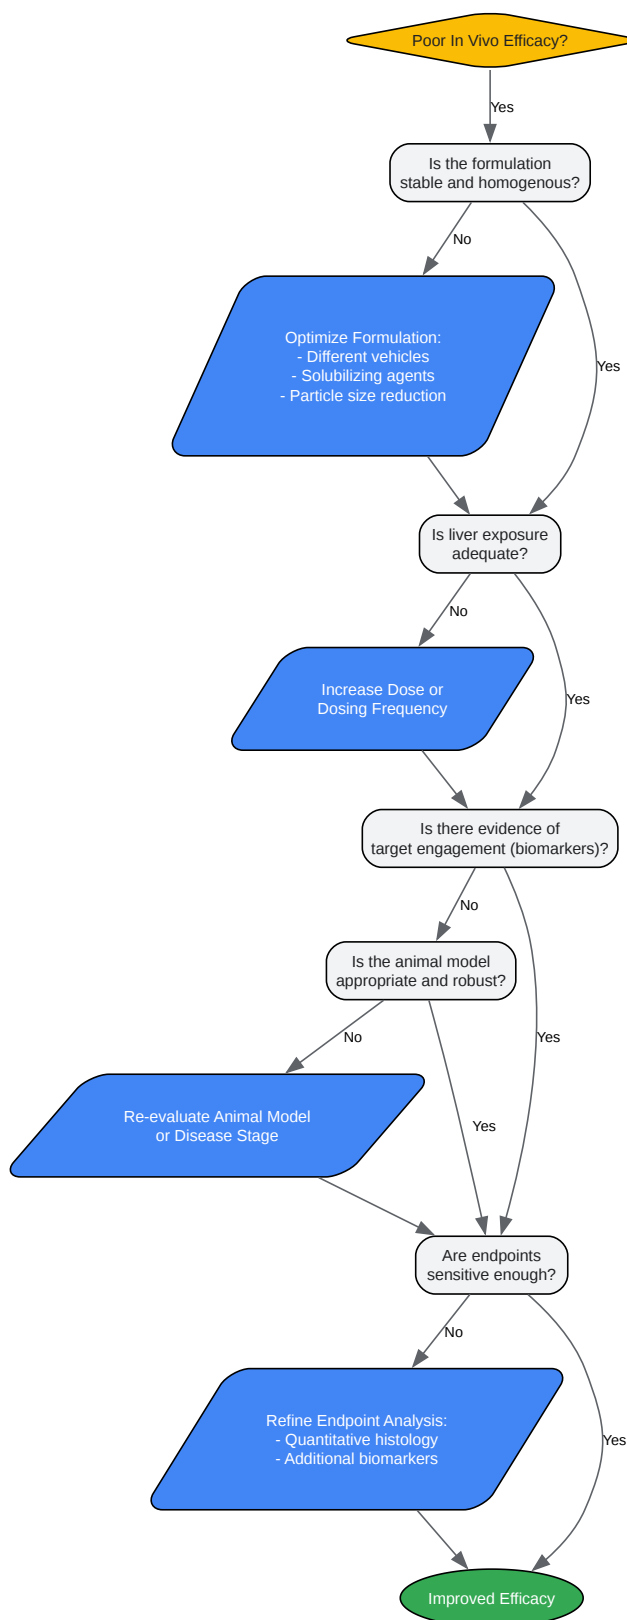 Poor In Vivo Efficacy?
Yes
Is the formulation
stable and homogenous?
No
Yes
Optimize Formulation:
- Different vehicles
- Solubilizing agents
- Particle size reduction
Is liver exposure
adequate?
No
Yes
Increase Dose or
Dosing Frequency
Is there evidence of
target engagement (biomarkers)?
No
Is the animal model
appropriate and robust?
No
Yes
Yes
Re-evaluate Animal Model
or Disease Stage
Are endpoints
sensitive enough?
No
Yes
Refine Endpoint Analysis:
- Quantitative histology
- Additional biomarkers
Improved Efficacy